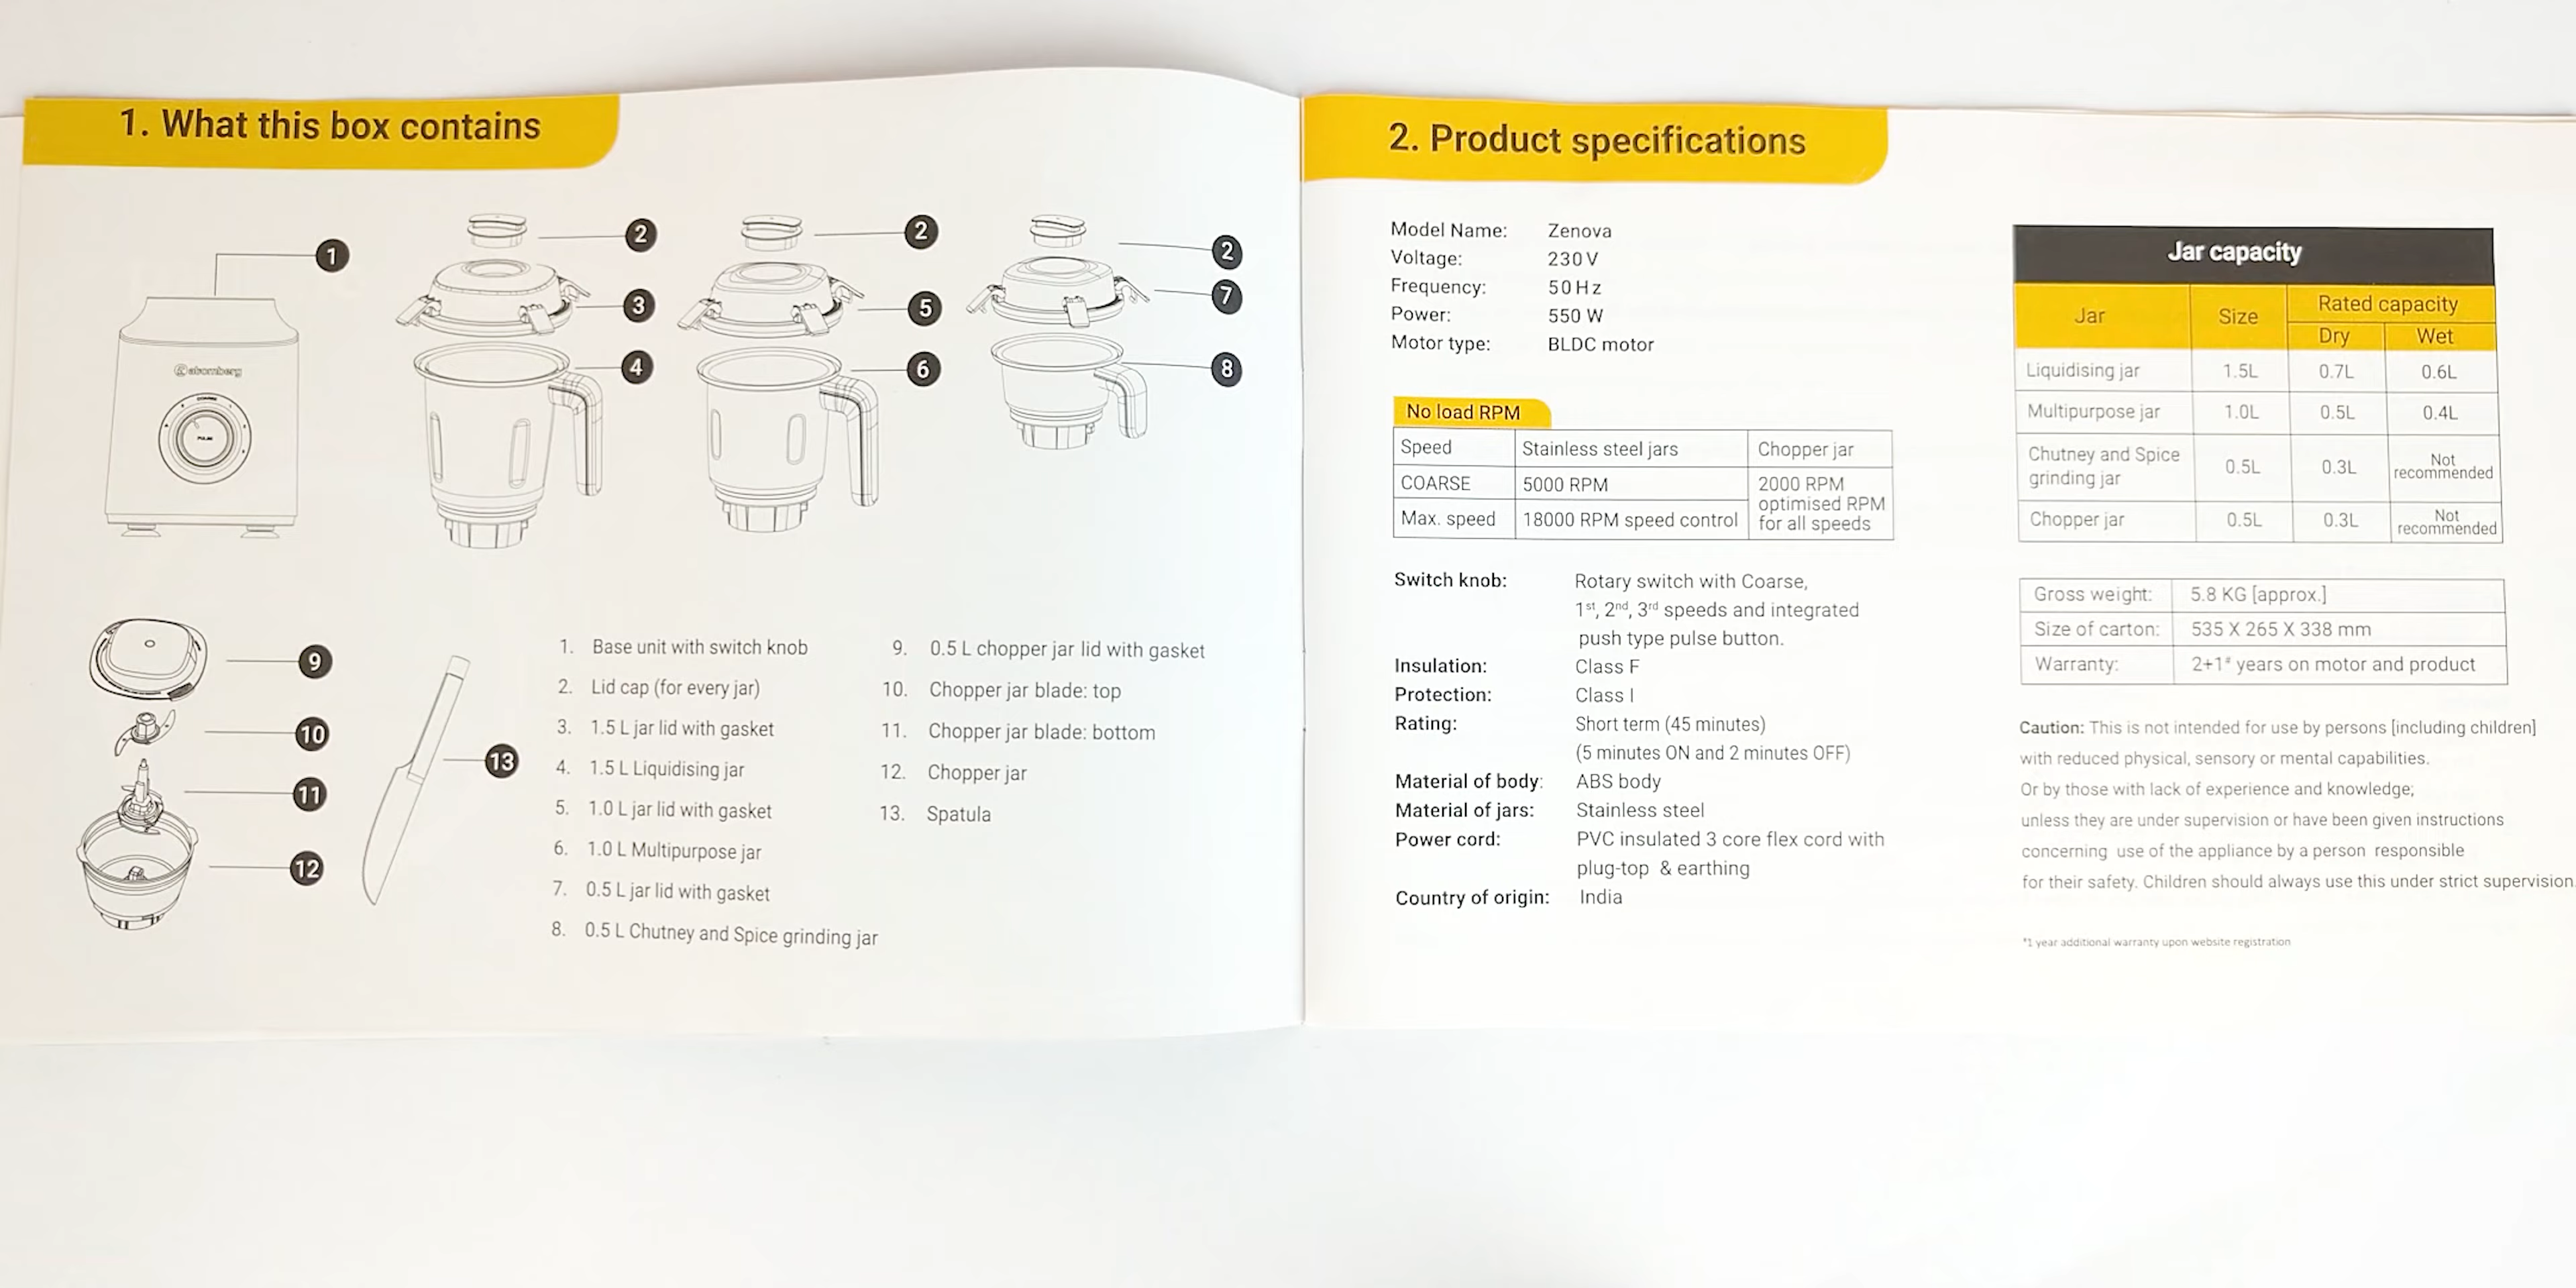 1. What this box contains
1
2
2
2
3
5
7
4
6
8
atomberg
COARSE
PULSE
9
10
11
12
13
1. Base unit with switch knob
2. Lid cap (for every jar)
3. 1.5 L jar lid with gasket
4. 1.5 L Liquidising jar
5. 1.0 L jar lid with gasket
6. 1.0 L Multipurpose jar
7. 0.5 L jar lid with gasket
8. 0.5 L Chutney and Spice grinding jar
9. 0.5 L chopper jar lid with gasket
10. Chopper jar blade: top
11. Chopper jar blade: bottom
12. Chopper jar
13. Spatula
2. Product specifications
Model Name: Zenova
Voltage: 230 V
Frequency: 50 Hz
Power: 550 W
Motor type: BLDC motor
No load RPM
Speed Stainless steel jars Chopper jar
COARSE 5000 RPM 2000 RPM
optimised RPM
Max. speed 18000 RPM speed control for all speeds
Switch knob: Rotary switch with Coarse,
1st, 2nd, 3rd speeds and integrated
push type pulse button.
Insulation: Class F
Protection: Class I
Rating: Short term (45 minutes)
(5 minutes ON and 2 minutes OFF)
Material of body: ABS body
Material of jars: Stainless steel
Power cord: PVC insulated 3 core flex cord with
plug-top & earthing
Country of origin: India
Jar capacity
Jar Size Rated capacity
Dry Wet
Liquidising jar 1.5L 0.7L 0.6L
Multipurpose jar 1.0L 0.5L 0.4L
Chutney and Spice
grinding jar 0.5L 0.3L Not
recommended
Chopper jar 0.5L 0.3L Not
recommended
Gross weight: 5.8 KG [approx.]
Size of carton: 535 X 265 X 338 mm
Warranty: 2+1# years on motor and product
Caution: This is not intended for use by persons [including children]
with reduced physical, sensory or mental capabilities.
Or by those with lack of experience and knowledge;
unless they are under supervision or have been given instructions
concerning use of the appliance by a person responsible
for their safety. Children should always use this under strict supervision.
#1 year additional warranty upon website registration